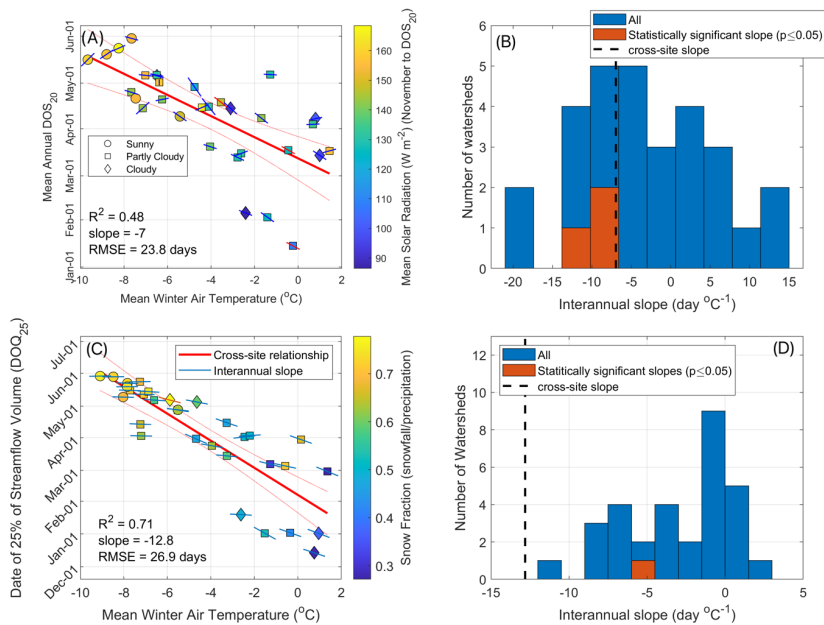 (A)
Mean Annual DOS20
Jun-01
May-01
Apr-01
Mar-01
Feb-01
Jan-01
Sunny
Partly Cloudy
Cloudy
R2 = 0.48
slope = -7
RMSE = 23.8 days
-10 -8 -6 -4 -2 0 2
Mean Winter Air Temperature (oC)
160
150
140
130
120
110
100
90
Mean Solar Radiation (W m-2) (November to DOS20)
(B)
All
Statistically significant slope (p≤0.05)
cross-site slope
Number of watersheds
6
5
4
3
2
1
0
-20 -15 -10 -5 0 5 10 15
Interannual slope (day oC-1)
(C)
Date of 25% of Streamflow Volume (DOQ25)
Jul-01
Jun-01
May-01
Apr-01
Mar-01
Feb-01
Jan-01
Dec-01
Cross-site relationship
Interannual slope
R2 = 0.71
slope = -12.8
RMSE = 26.9 days
-10 -8 -6 -4 -2 0 2
Mean Winter Air Temperature (oC)
0.7
0.6
0.5
0.4
0.3
Snow Fraction (snowfall/precipitation)
(D)
All
Statitically significant slopes (p≤0.05)
cross-site slope
Number of Watersheds
12
10
8
6
4
2
0
-15 -10 -5 0 5
Interannual slope (day oC-1)